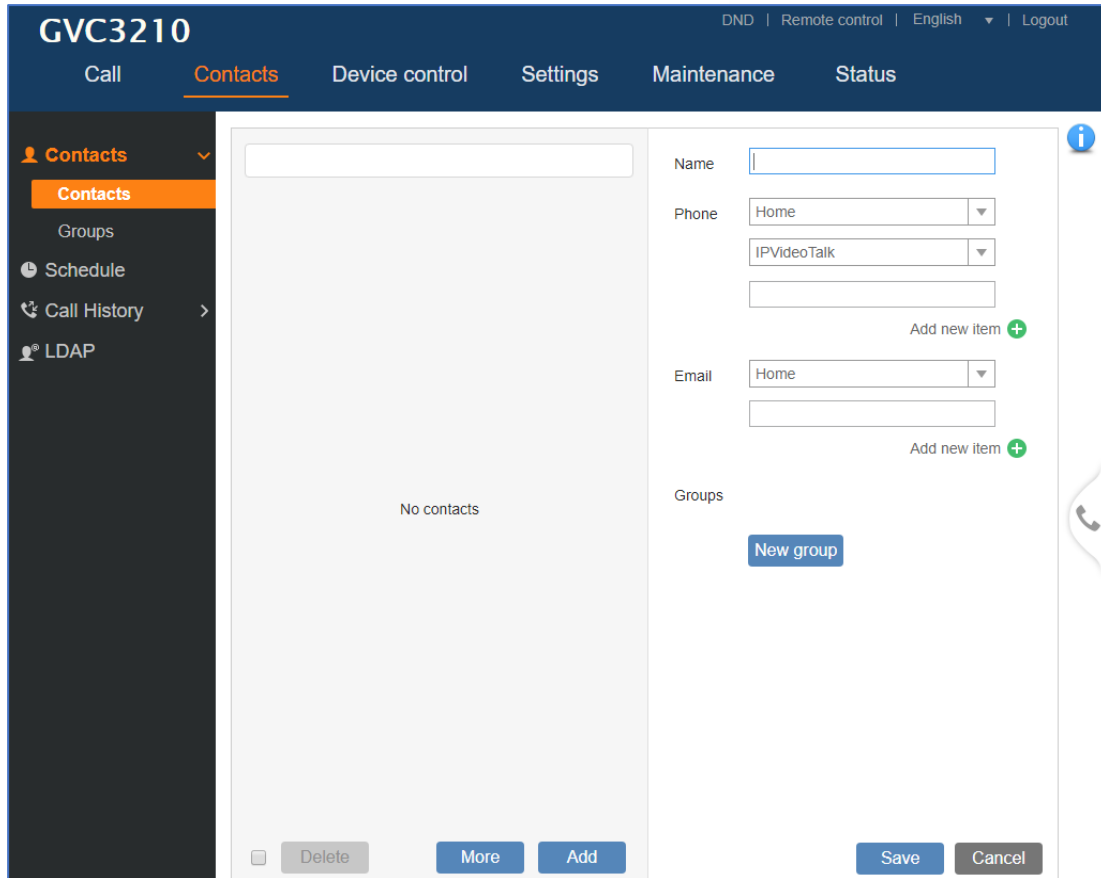 GVC3210
DND | Remote control | English | Logout
Call Contacts Device control Settings Maintenance Status
Contacts
Contacts
Groups
Schedule
Call History
LDAP
No contacts
Delete More Add
Name
Phone Home
IPVideoTalk
Add new item
Email Home
Add new item
Groups
New group
Save Cancel